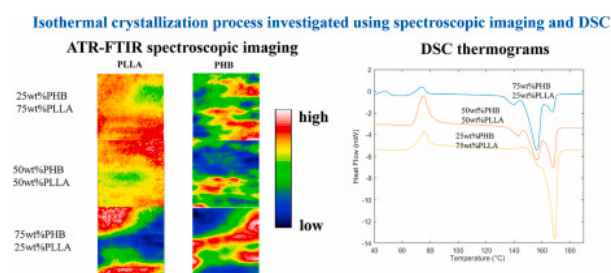 Isothermal crystallization process investigated using spectroscopic imaging and DSC
ATR-FTIR spectroscopic imaging
PLLA
PHB
25wt%PHB
75wt%PLLA
50wt%PHB
50wt%PLLA
75wt%PHB
25wt%PLLA
high
low
DSC thermograms
Heat Flow (mW)
2
0
-2
-4
-6
-8
-10
-12
-14
75wt%PHB
25wt%PLLA
50wt%PHB
50wt%PLLA
25wt%PHB
75wt%PLLA
40 60 80 100 120 140 160 180
Temperature (°C)